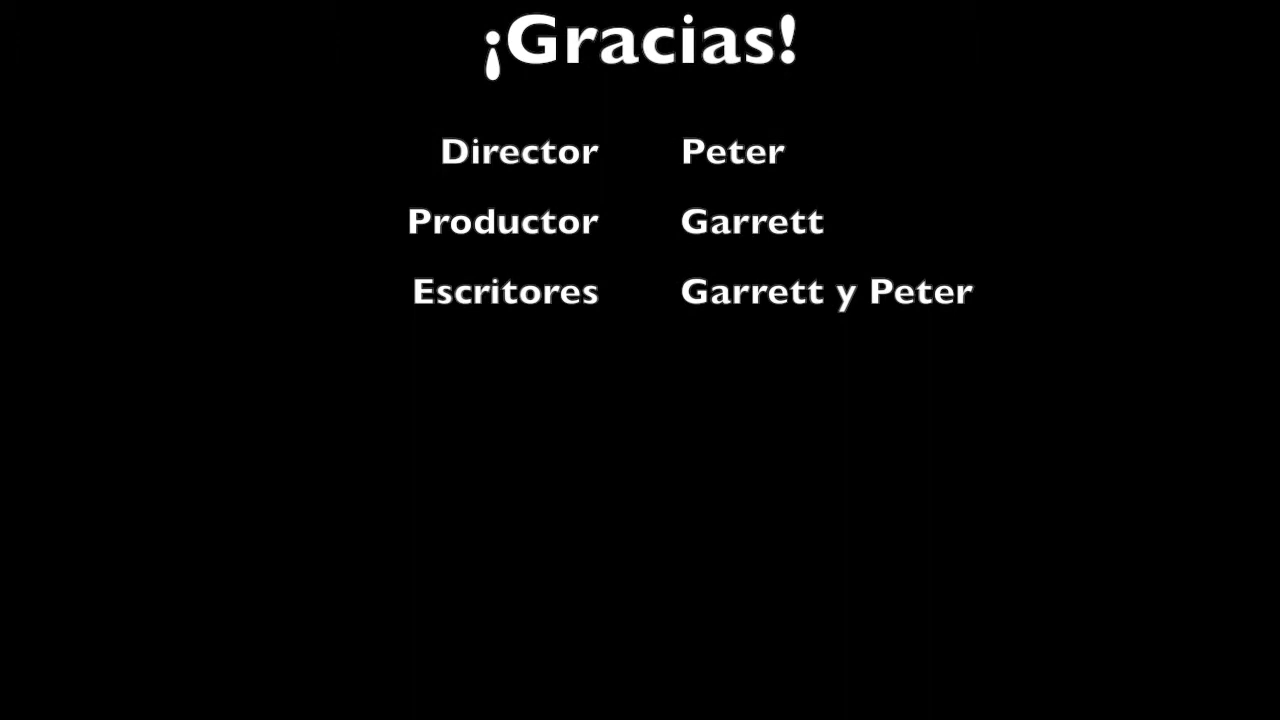 ¡Gracias!
Director Peter
Productor Garrett
Escritores Garrett y Peter